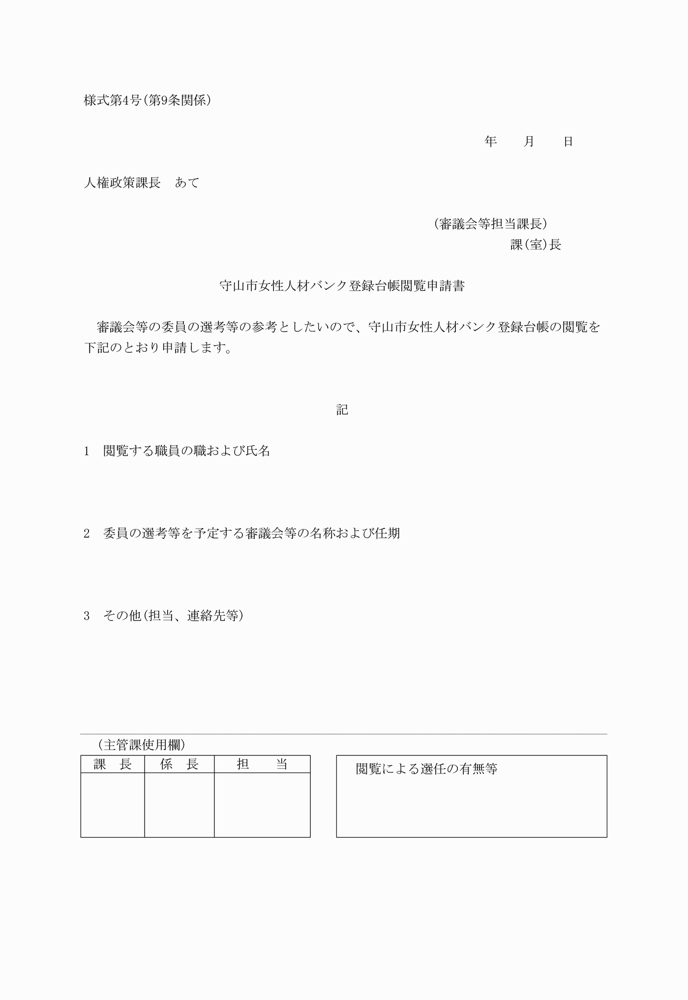 様式第4号(第9条関係)
年　　月　　日
人権政策課長　あて
(審議会等担当課長)
課(室)長
守山市女性人材バンク登録台帳閲覧申請書
　審議会等の委員の選考等の参考としたいので、守山市女性人材バンク登録台帳の閲覧を
下記のとおり申請します。
記
1　閲覧する職員の職および氏名
2　委員の選考等を予定する審議会等の名称および任期
3　その他(担当、連絡先等)
(主管課使用欄)
課　長　係　長　担　　当
閲覧による選任の有無等